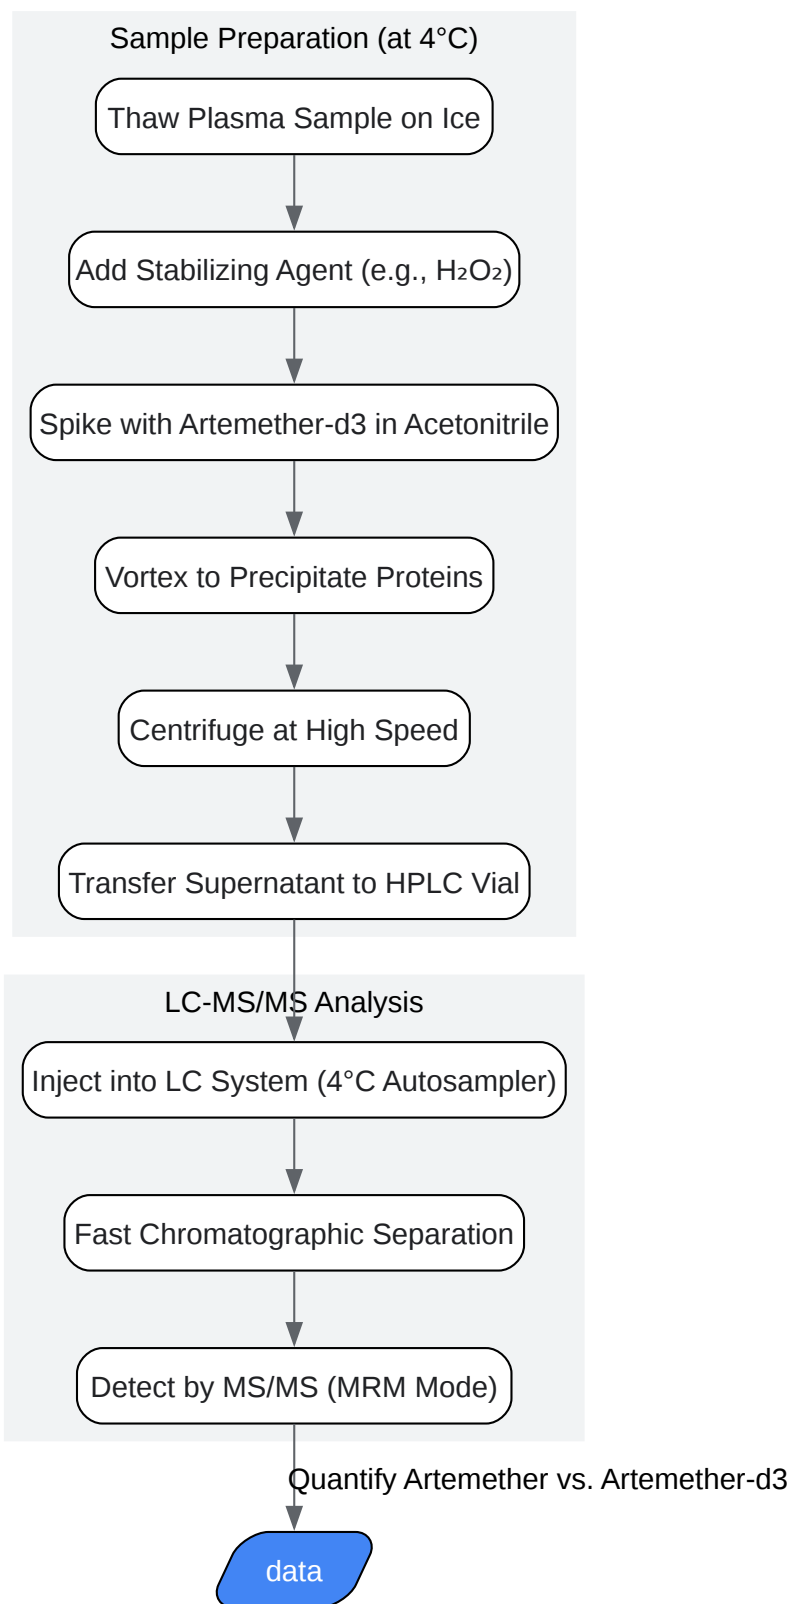 Sample Preparation (at 4°C)
Thaw Plasma Sample on Ice
Add Stabilizing Agent (e.g., H₂O₂)
Spike with Artemether-d3 in Acetonitrile
Vortex to Precipitate Proteins
Centrifuge at High Speed
Transfer Supernatant to HPLC Vial
LC-MS/MS Analysis
Inject into LC System (4°C Autosampler)
Fast Chromatographic Separation
Detect by MS/MS (MRM Mode)
Quantify Artemether vs. Artemether-d3
data